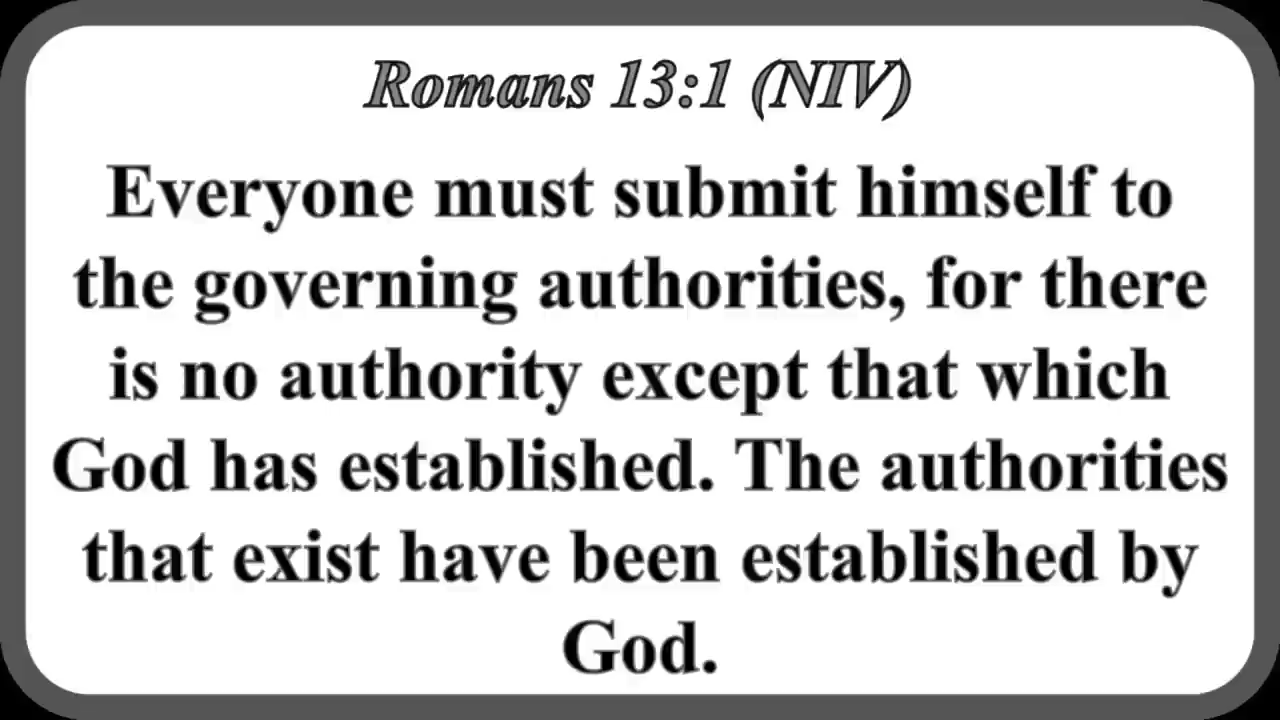 Romans 13:1 (NIV)
Everyone must submit himself to
the governing authorities, for there
is no authority except that which
God has established. The authorities
that exist have been established by
God.